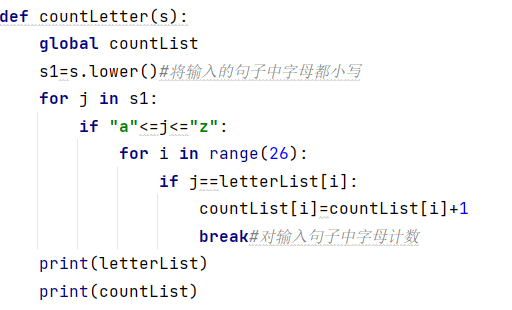 def countLetter(s):
    global countList
    s1=s.lower()#将输入的句子中字母都小写
    for j in s1:
        if "a"<=j<="z":
            for i in range(26):
                if j==letterList[i]:
                    countList[i]=countList[i]+1
                    break#对输入句子中字母计数
    print(letterList)
    print(countList)